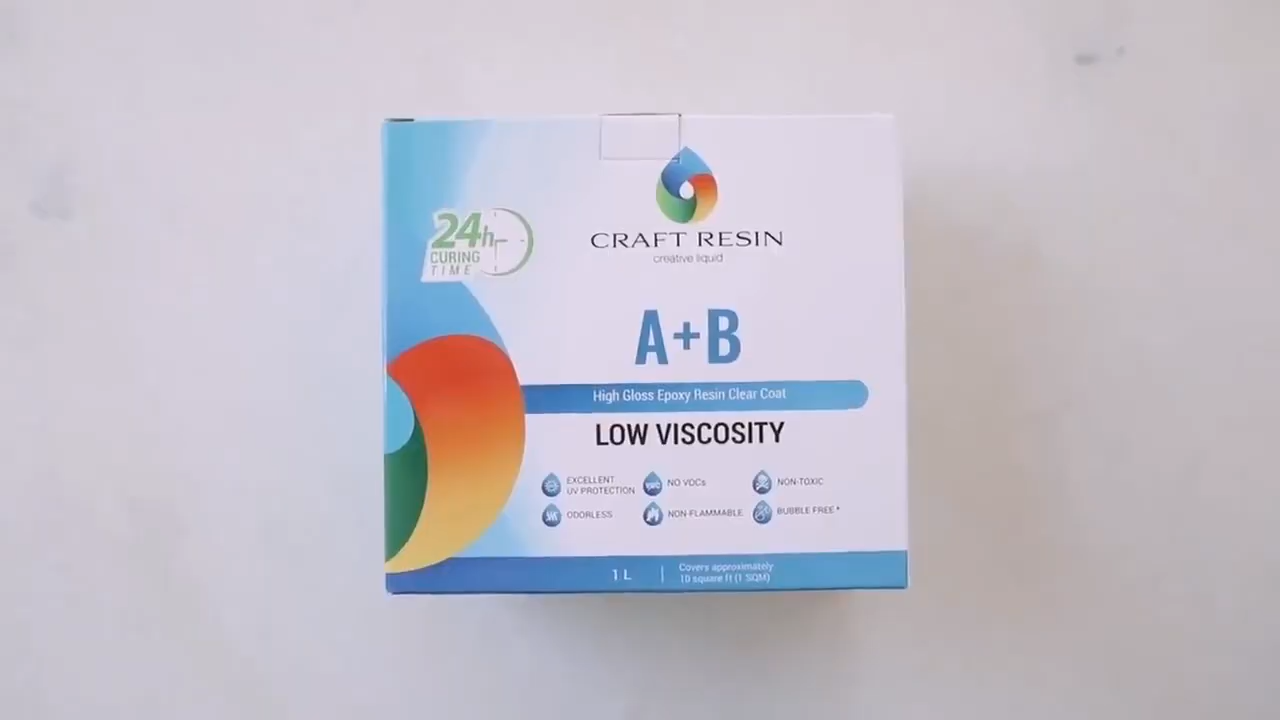 24h
CURING
TIME
CRAFT RESIN
creative liquid
A+B
High Gloss Epoxy Resin Clear Coat
LOW VISCOSITY
EXCELLENT
UV PROTECTION
NO VOCs
NON-TOXIC
ODORLESS
NON-FLAMMABLE
BUBBLE FREE *
1 L
Covers approximately
10 square ft (1 SQM)